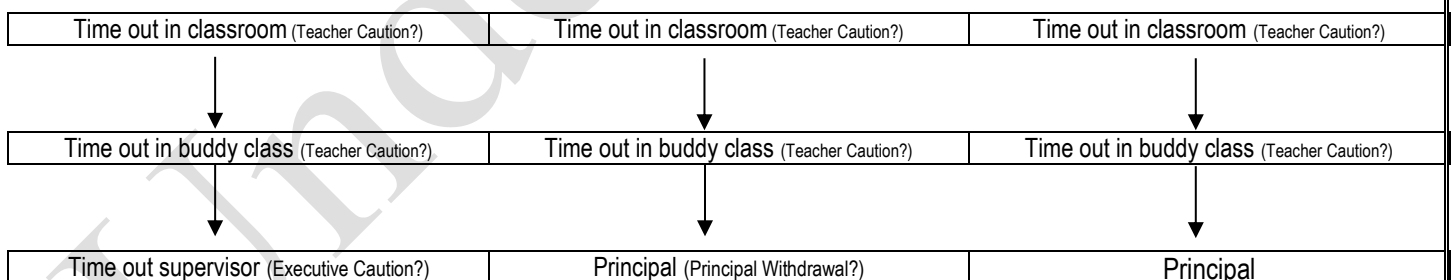 Time out in classroom (Teacher Caution?) Time out in classroom (Teacher Caution?) Time out in classroom (Teacher Caution?)
Time out in buddy class (Teacher Caution?) Time out in buddy class (Teacher Caution?) Time out in buddy class (Teacher Caution?)
Time out supervisor (Executive Caution?) Principal (Principal Withdrawal?) Principal